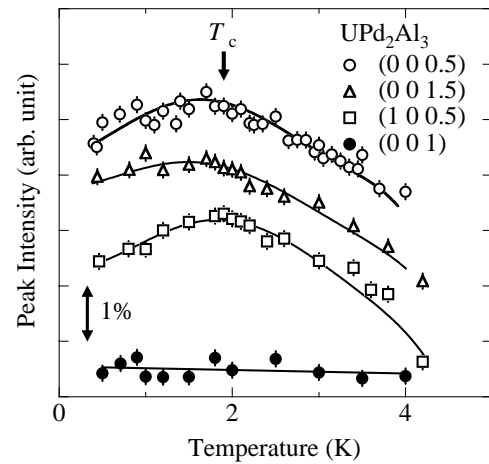 T_c
UPd₂Al₃
(0 0 0.5)
(0 0 1.5)
(1 0 0.5)
(0 0 1)
Peak Intensity (arb. unit)
1%
0 2 4
Temperature (K)